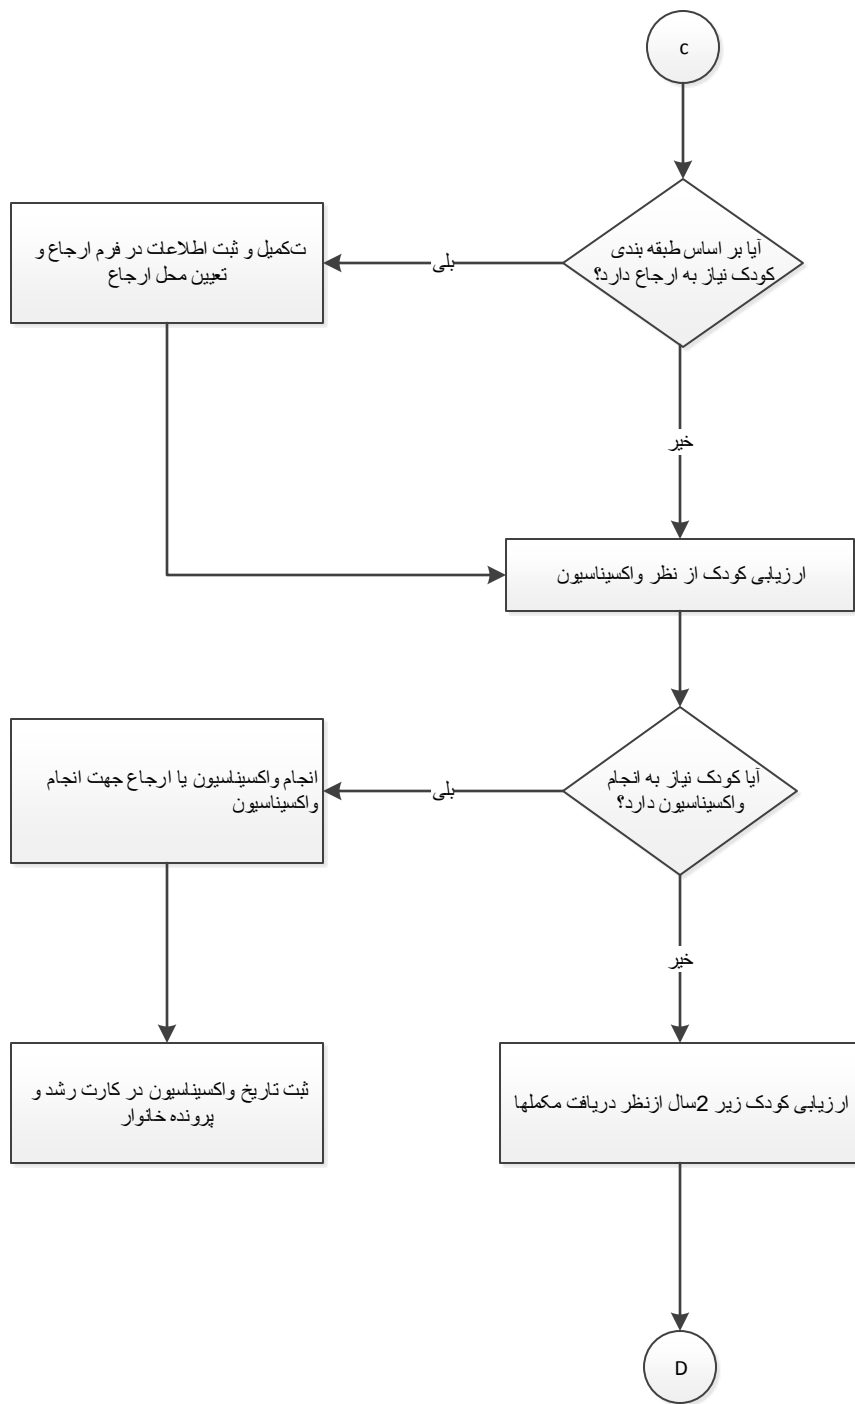 c
آیا بر اساس طبقه بندی
کودک نیاز به ارجاع دارد؟
بلی
تکمیل و ثبت اطلاعات در فرم ارجاع و
تعیین محل ارجاع
خیر
ارزیابی کودک از نظر واکسیناسیون
آیا کودک نیاز به انجام
واکسیناسیون دارد؟
بلی
انجام واکسیناسیون یا ارجاع جهت انجام
واکسیناسیون
خیر
ثبت تاریخ واکسیناسیون در کارت رشد و
پرونده خانوار
ارزیابی کودک زیر 2سال ازنظر دریافت مکملها
D